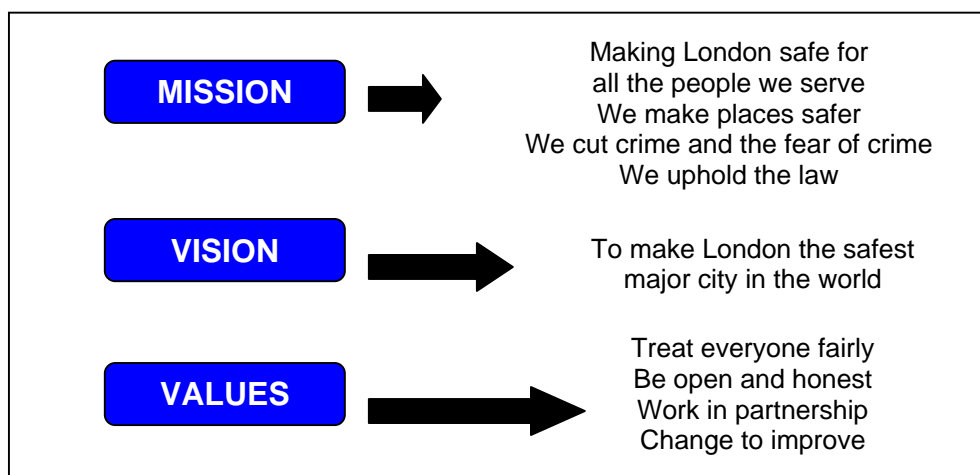 MISSION
Making London safe for
all the people we serve
We make places safer
We cut crime and the fear of crime
We uphold the law
VISION
To make London the safest
major city in the world
VALUES
Treat everyone fairly
Be open and honest
Work in partnership
Change to improve